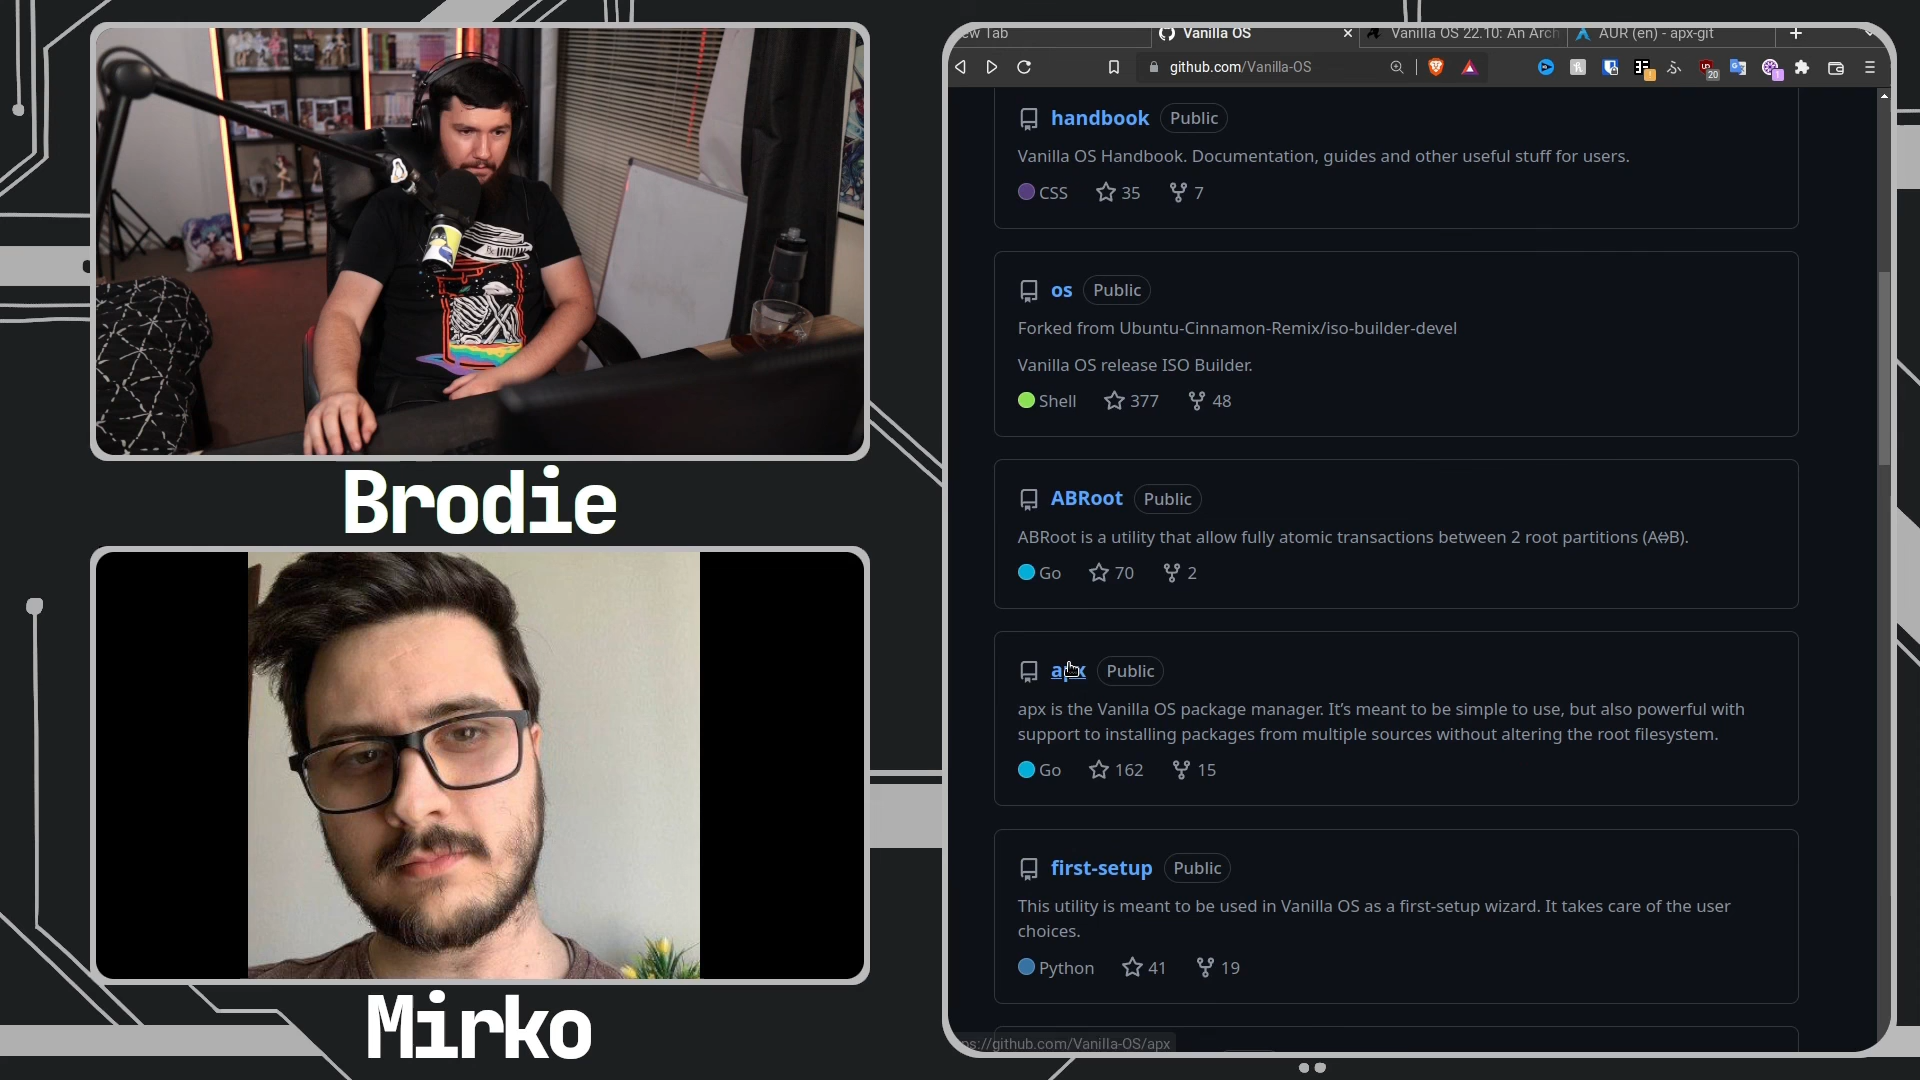 Brodie
Mirko
ew Tab
Vanilla OS
Vanilla OS 22.10: An Arch
AUR (en) - apx-git
github.com/Vanilla-OS
20
handbook
Public
Vanilla OS Handbook. Documentation, guides and other useful stuff for users.
CSS 35 7
os
Public
Forked from Ubuntu-Cinnamon-Remix/iso-builder-devel
Vanilla OS release ISO Builder.
Shell 377 48
ABRoot
Public
ABRoot is a utility that allow fully atomic transactions between 2 root partitions (A⇔B).
Go 70 2
apx
Public
apx is the Vanilla OS package manager. It’s meant to be simple to use, but also powerful with
support to installing packages from multiple sources without altering the root filesystem.
Go 162 15
first-setup
Public
This utility is meant to be used in Vanilla OS as a first-setup wizard. It takes care of the user
choices.
Python 41 19
ps://github.com/Vanilla-OS/apx